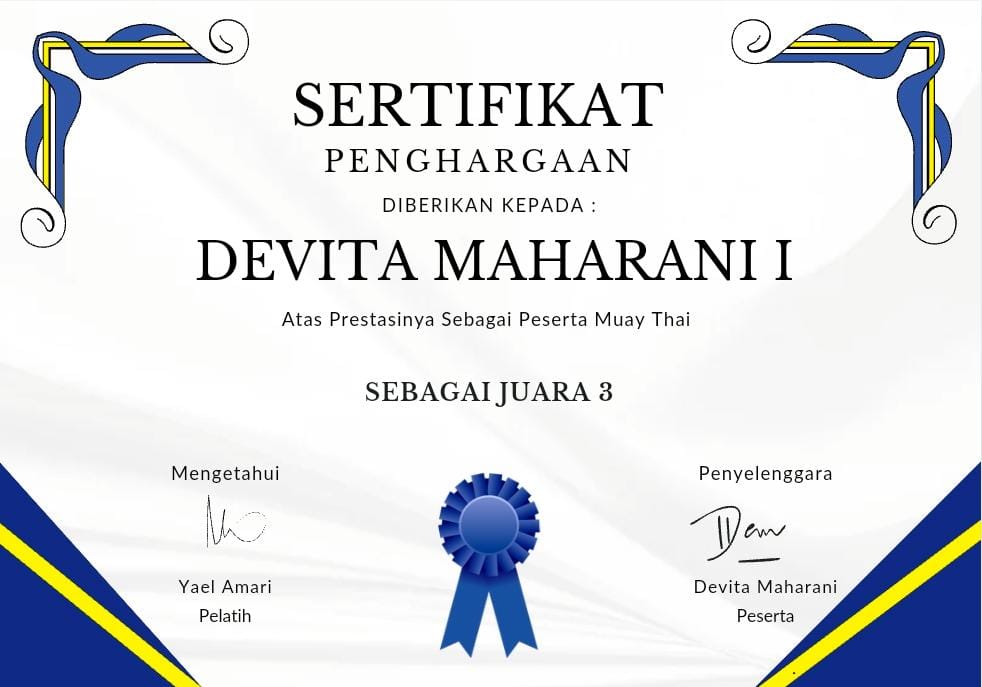 SERTIFIKAT
PENGHARGAAN
DIBERIKAN KEPADA :
DEVITA MAHARANI I
Atas Prestasinya Sebagai Peserta Muay Thai
SEBAGAI JUARA 3
Mengetahui
Yael Amari
Pelatih
Penyelenggara
Devita Maharani
Peserta